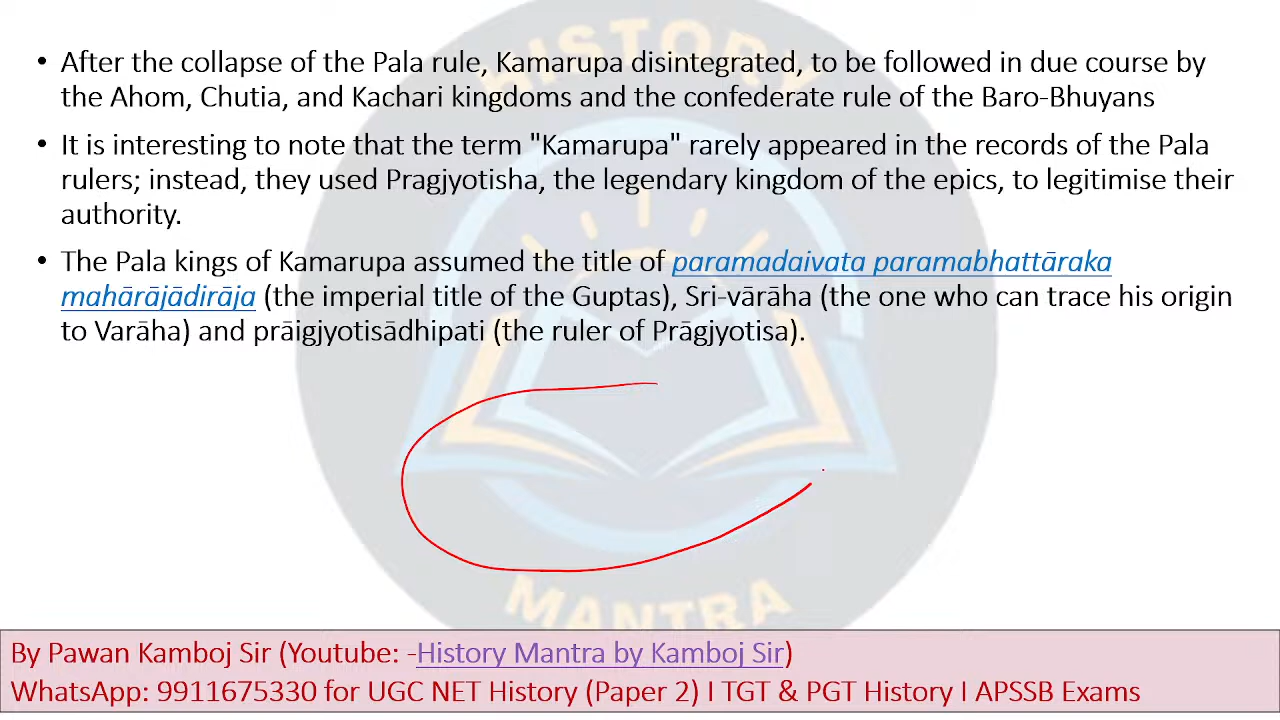 HISTORY
• After the collapse of the Pala rule, Kamarupa disintegrated, to be followed in due course by
the Ahom, Chutia, and Kachari kingdoms and the confederate rule of the Baro-Bhuyans
• It is interesting to note that the term "Kamarupa" rarely appeared in the records of the Pala
rulers; instead, they used Pragjyotisha, the legendary kingdom of the epics, to legitimise their
authority.
• The Pala kings of Kamarupa assumed the title of paramadaivata paramabhattāraka
mahārājādirāja (the imperial title of the Guptas), Sri-vārāha (the one who can trace his origin
to Varāha) and prāigjyotisādhipati (the ruler of Prāgjyotisa).
MANTRA
By Pawan Kamboj Sir (Youtube: -History Mantra by Kamboj Sir)
WhatsApp: 9911675330 for UGC NET History (Paper 2) I TGT & PGT History I APSSB Exams